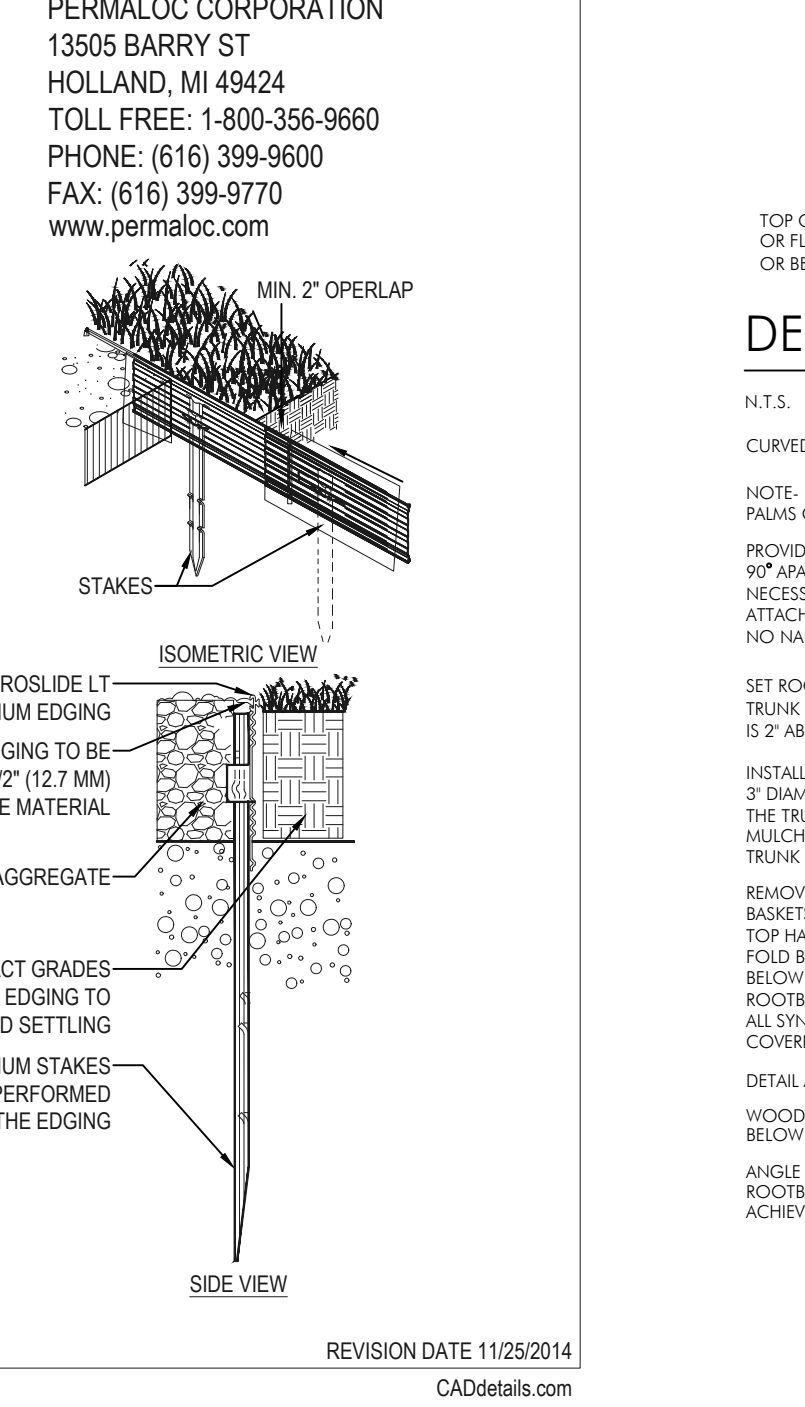 PERMALOC CORPORATION
13505 BARRY ST
HOLLAND, MI 49424
TOLL FREE: 1-800-356-9660
PHONE: (616) 399-9600
FAX: (616) 399-9770
www.permaloc.com
MIN. 2" OPERLAP
STAKES
ISOMETRIC VIEW
ROSLIDE LT
IUM EDGING
GING TO BE
/2" (12.7 MM)
E MATERIAL
AGGREGATE
CT GRADES
EDGING TO
D SETTLING
IUM STAKES
PERFORMED
THE EDGING
SIDE VIEW
REVISION DATE 11/25/2014
CADdetails.com
TOP
OR FL
OR BE
DE
N.T.S.
CURVED
NOTE-
PALMS
PROVID
90° APA
NECESS
ATTACH
NO NA
SET ROO
TRUNK
IS 2" AB
INSTALL
3" DIAM
THE TRU
MULCH
TRUNK
REMOV
BASKETS
TOP HA
FOLD B
BELOW
ROOTB
ALL SYN
COVERI
DETAIL
WOOD
BELOW
ANGLE
ROOTB
ACHIEV